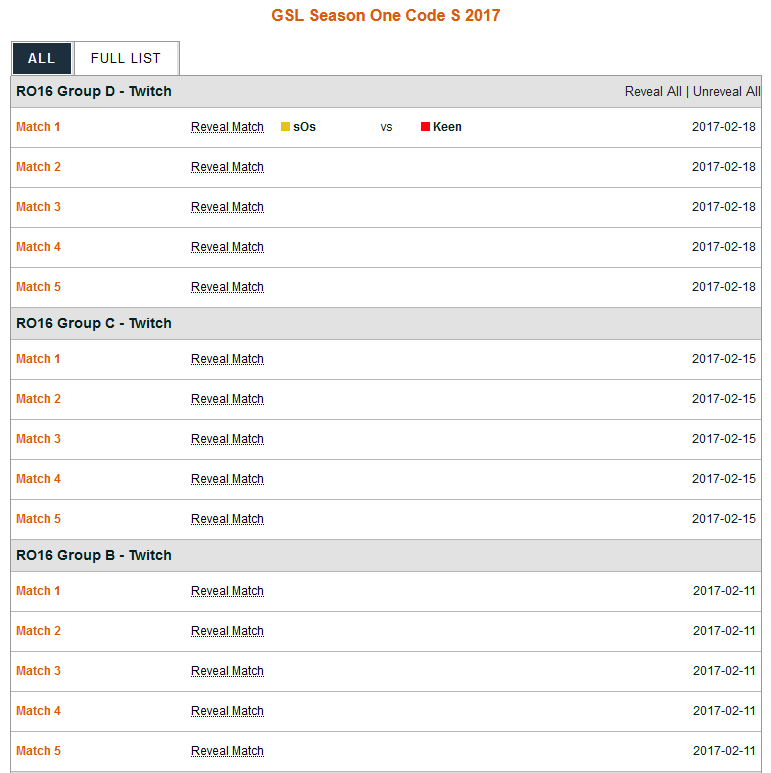 GSL Season One Code S 2017
ALL FULL LIST
RO16 Group D - Twitch Reveal All | Unreveal All
Match 1 Reveal Match sOs vs Keen 2017-02-18
Match 2 Reveal Match 2017-02-18
Match 3 Reveal Match 2017-02-18
Match 4 Reveal Match 2017-02-18
Match 5 Reveal Match 2017-02-18
RO16 Group C - Twitch
Match 1 Reveal Match 2017-02-15
Match 2 Reveal Match 2017-02-15
Match 3 Reveal Match 2017-02-15
Match 4 Reveal Match 2017-02-15
Match 5 Reveal Match 2017-02-15
RO16 Group B - Twitch
Match 1 Reveal Match 2017-02-11
Match 2 Reveal Match 2017-02-11
Match 3 Reveal Match 2017-02-11
Match 4 Reveal Match 2017-02-11
Match 5 Reveal Match 2017-02-11